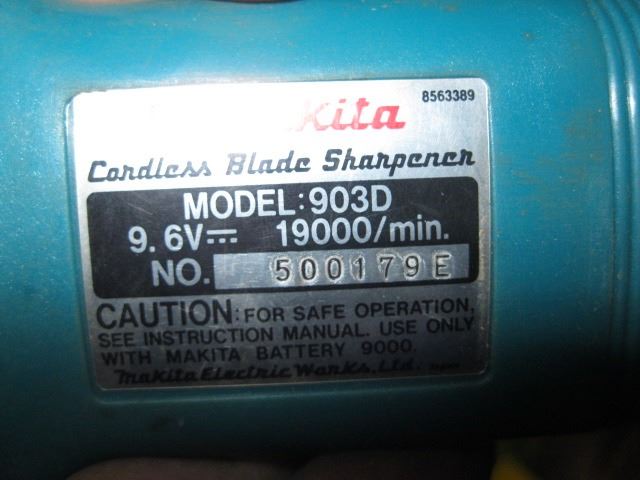 8563389
Makita
Cordless Blade Sharpener
MODEL:903D
9.6V⎓ 19000/min.
NO. 500179E
CAUTION:FOR SAFE OPERATION,
SEE INSTRUCTION MANUAL. USE ONLY
WITH MAKITA BATTERY 9000.
Makita Electric Works, Ltd. Japan